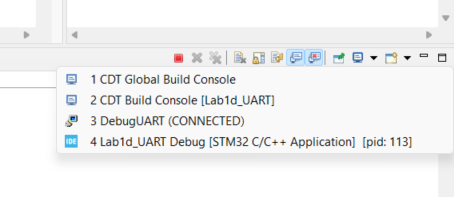 1 CDT Global Build Console
2 CDT Build Console [Lab1d_UART]
3 DebugUART (CONNECTED)
IDE 4 Lab1d_UART Debug [STM32 C/C++ Application] [pid: 113]